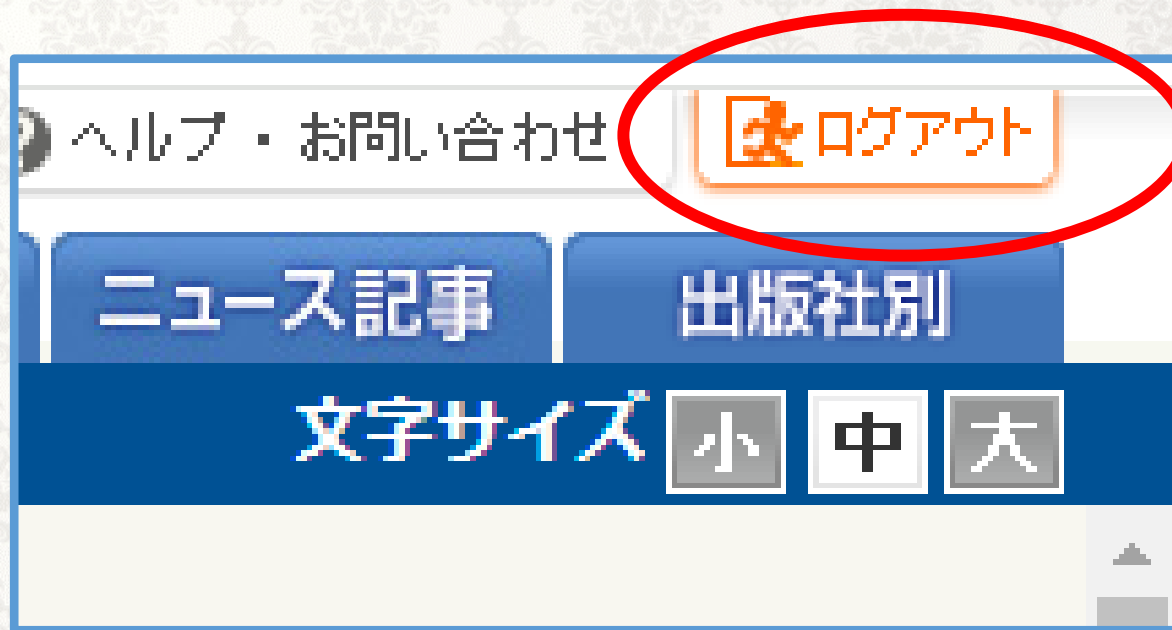 ヘルプ・お問い合わせ ログアウト
ニュース記事 出版社別
文字サイズ 小 中 大